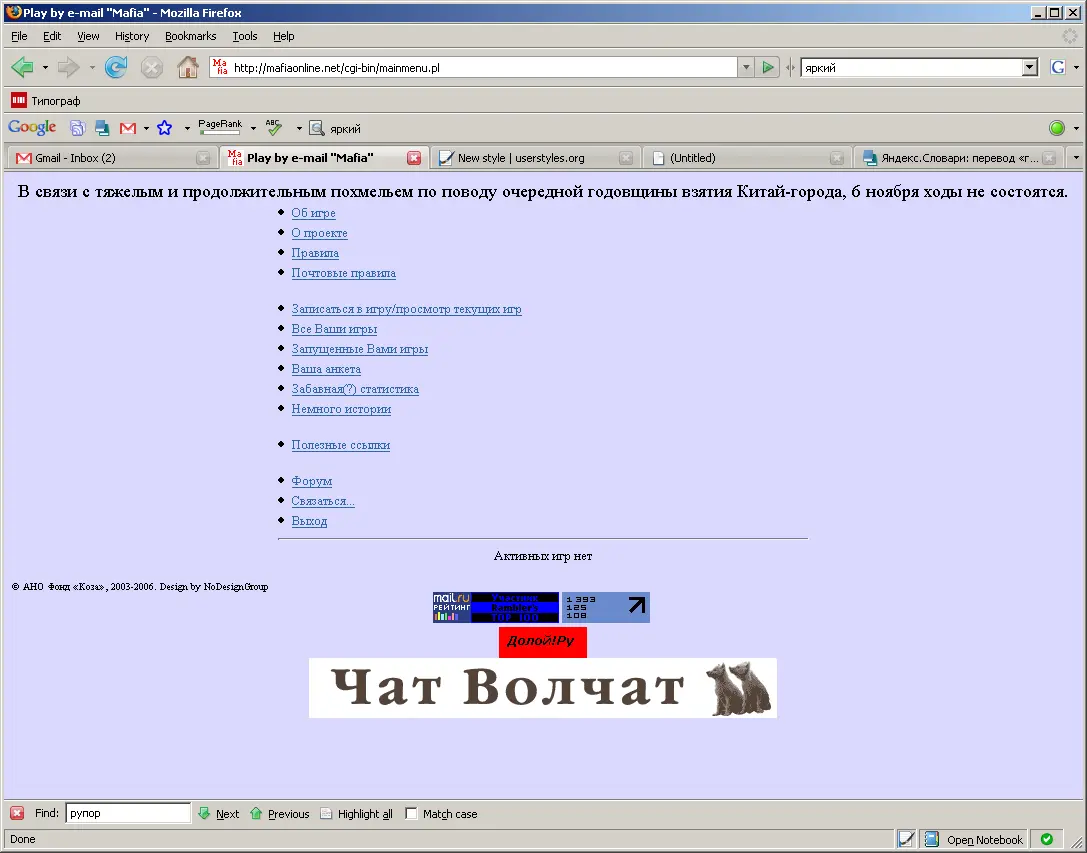 Play by e-mail "Mafia" - Mozilla Firefox
File Edit View History Bookmarks Tools Help
Ma fia http://mafiaonline.net/cgi-bin/mainmenu.pl яркий G
Типограф
Google PageRank ABC яркий
Gmail - Inbox (2) Ma fia Play by e-mail "Mafia" New style | userstyles.org (Untitled) Яндекс.Словари: перевод «г...
В связи с тяжелым и продолжительным похмельем по поводу очередной годовщины взятия Китай-города, 6 ноября ходы не состоятся.
Об игре
О проекте
Правила
Почтовые правила
Записаться в игру/просмотр текущих игр
Все Ваши игры
Запущенные Вами игры
Ваша анкета
Забавная(?) статистика
Немного истории
Полезные ссылки
Форум
Связаться...
Выход
Активных игр нет
© АНО Фонд «Коза», 2003-2006. Design by NoDesignGroup
mail.ru Участник 1 393
РЕЙТИНГ Rambler's 125
TOP 100 108
Долой!Ру
Чат Волчат
Find: рупор Next Previous Highlight all Match case
Done Open Notebook